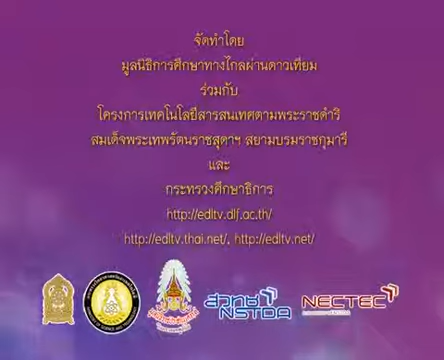 จัดทำโดย
มูลนิธิการศึกษาทางไกลผ่านดาวเทียม
ร่วมกับ
โครงการเทคโนโลยีสารสนเทศตามพระราชดำริ
สมเด็จพระเทพรัตนราชสุดาฯ สยามบรมราชกุมารี
และ
กระทรวงศึกษาธิการ
http://edltv.dlf.ac.th/
http://edltv.thai.net/, http://edltv.net/
สวทช NSTDA
NECTEC